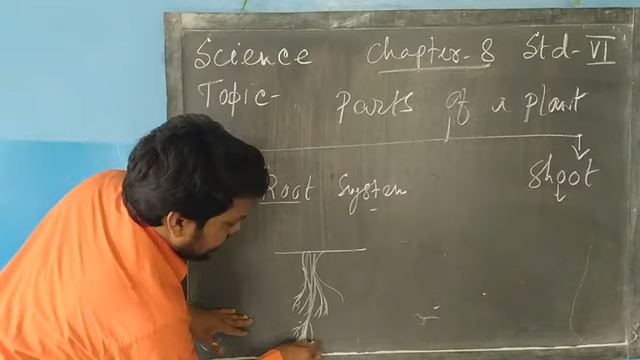 Science Chapter-8 Std-VI
Topic- Parts of a plant
Root System Shoot